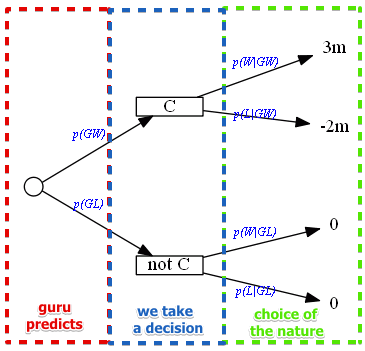 3m
p(W|GW)
C
p(L|GW)
-2m
p(GW)
p(GL)
p(W|GL)
0
not C
p(L|GL)
0
guru
predicts
we take
a decision
choice of
the nature